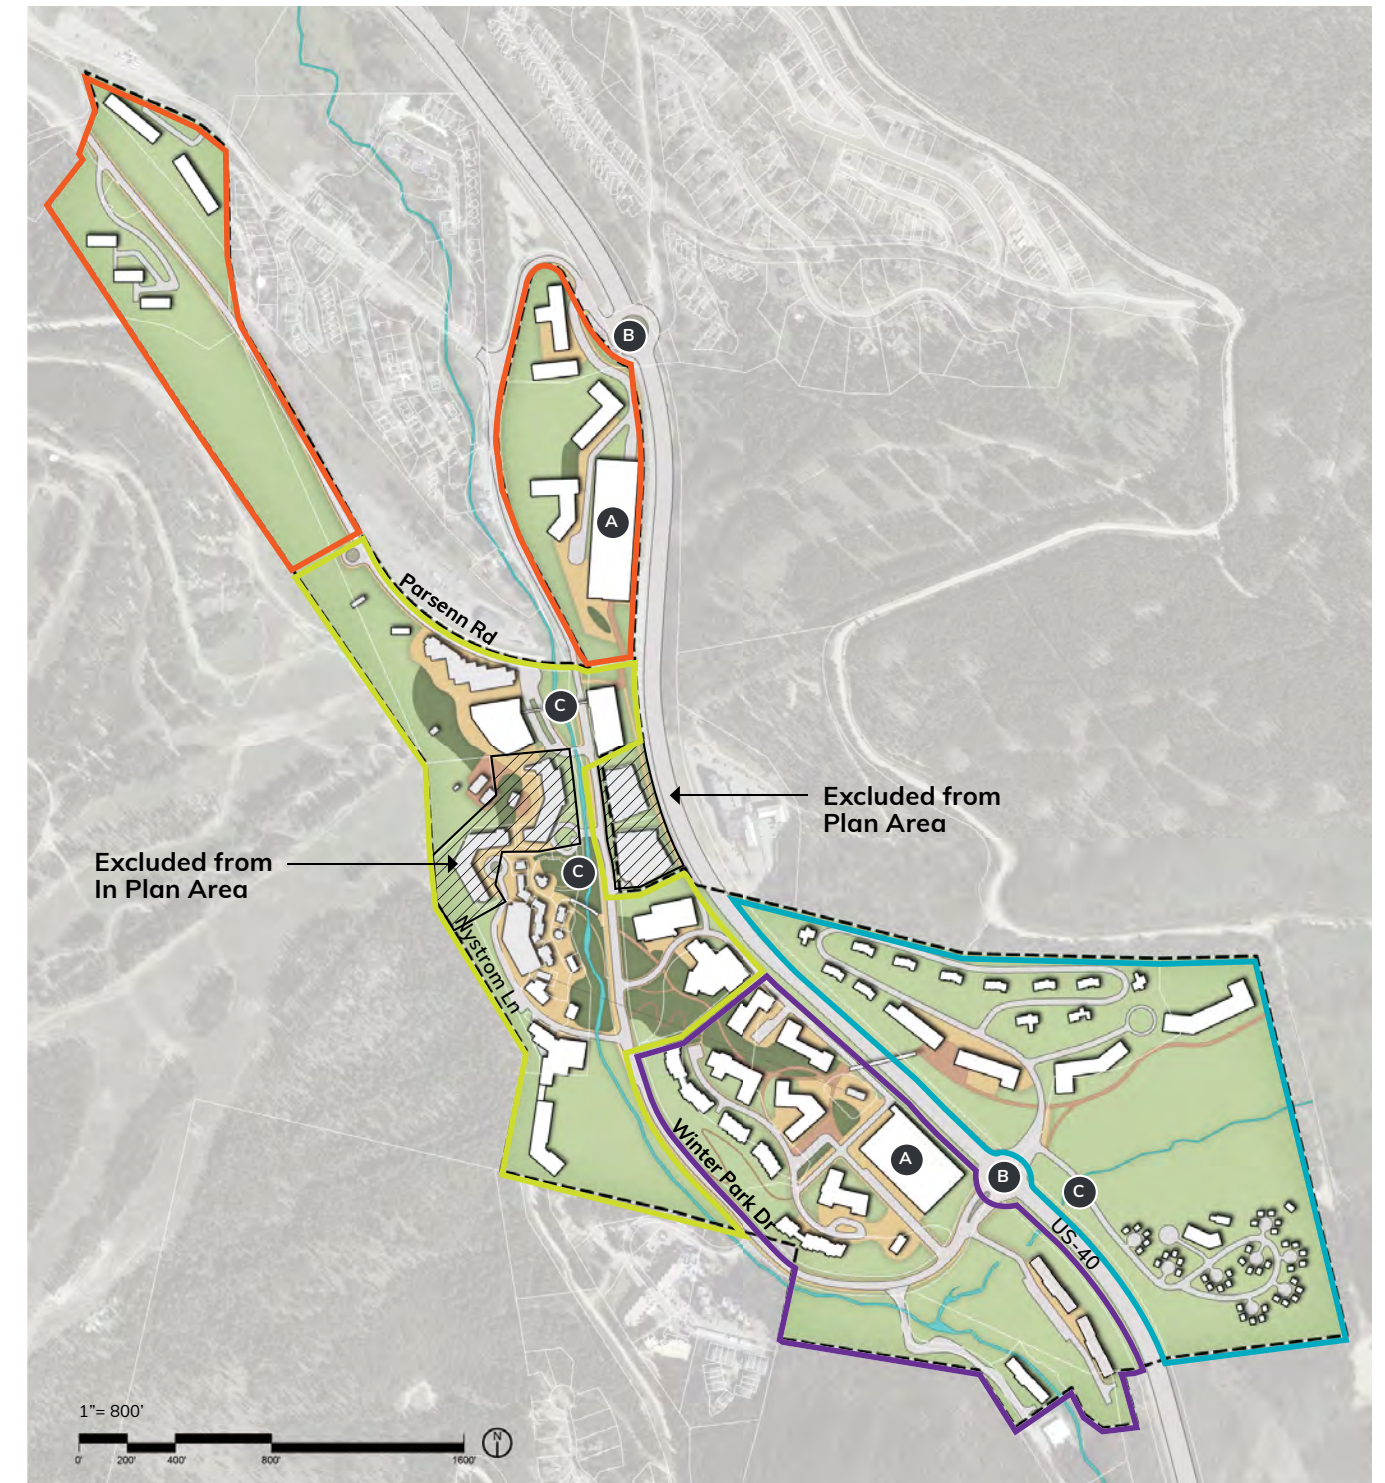 B
A
Parsenn Rd
C
Excluded from
Plan Area
Excluded from
In Plan Area
C
Nystrom Ln
Winter Park Dr
A
B
C
US-40
1”= 800’
N
0' 200' 400' 800' 1600'